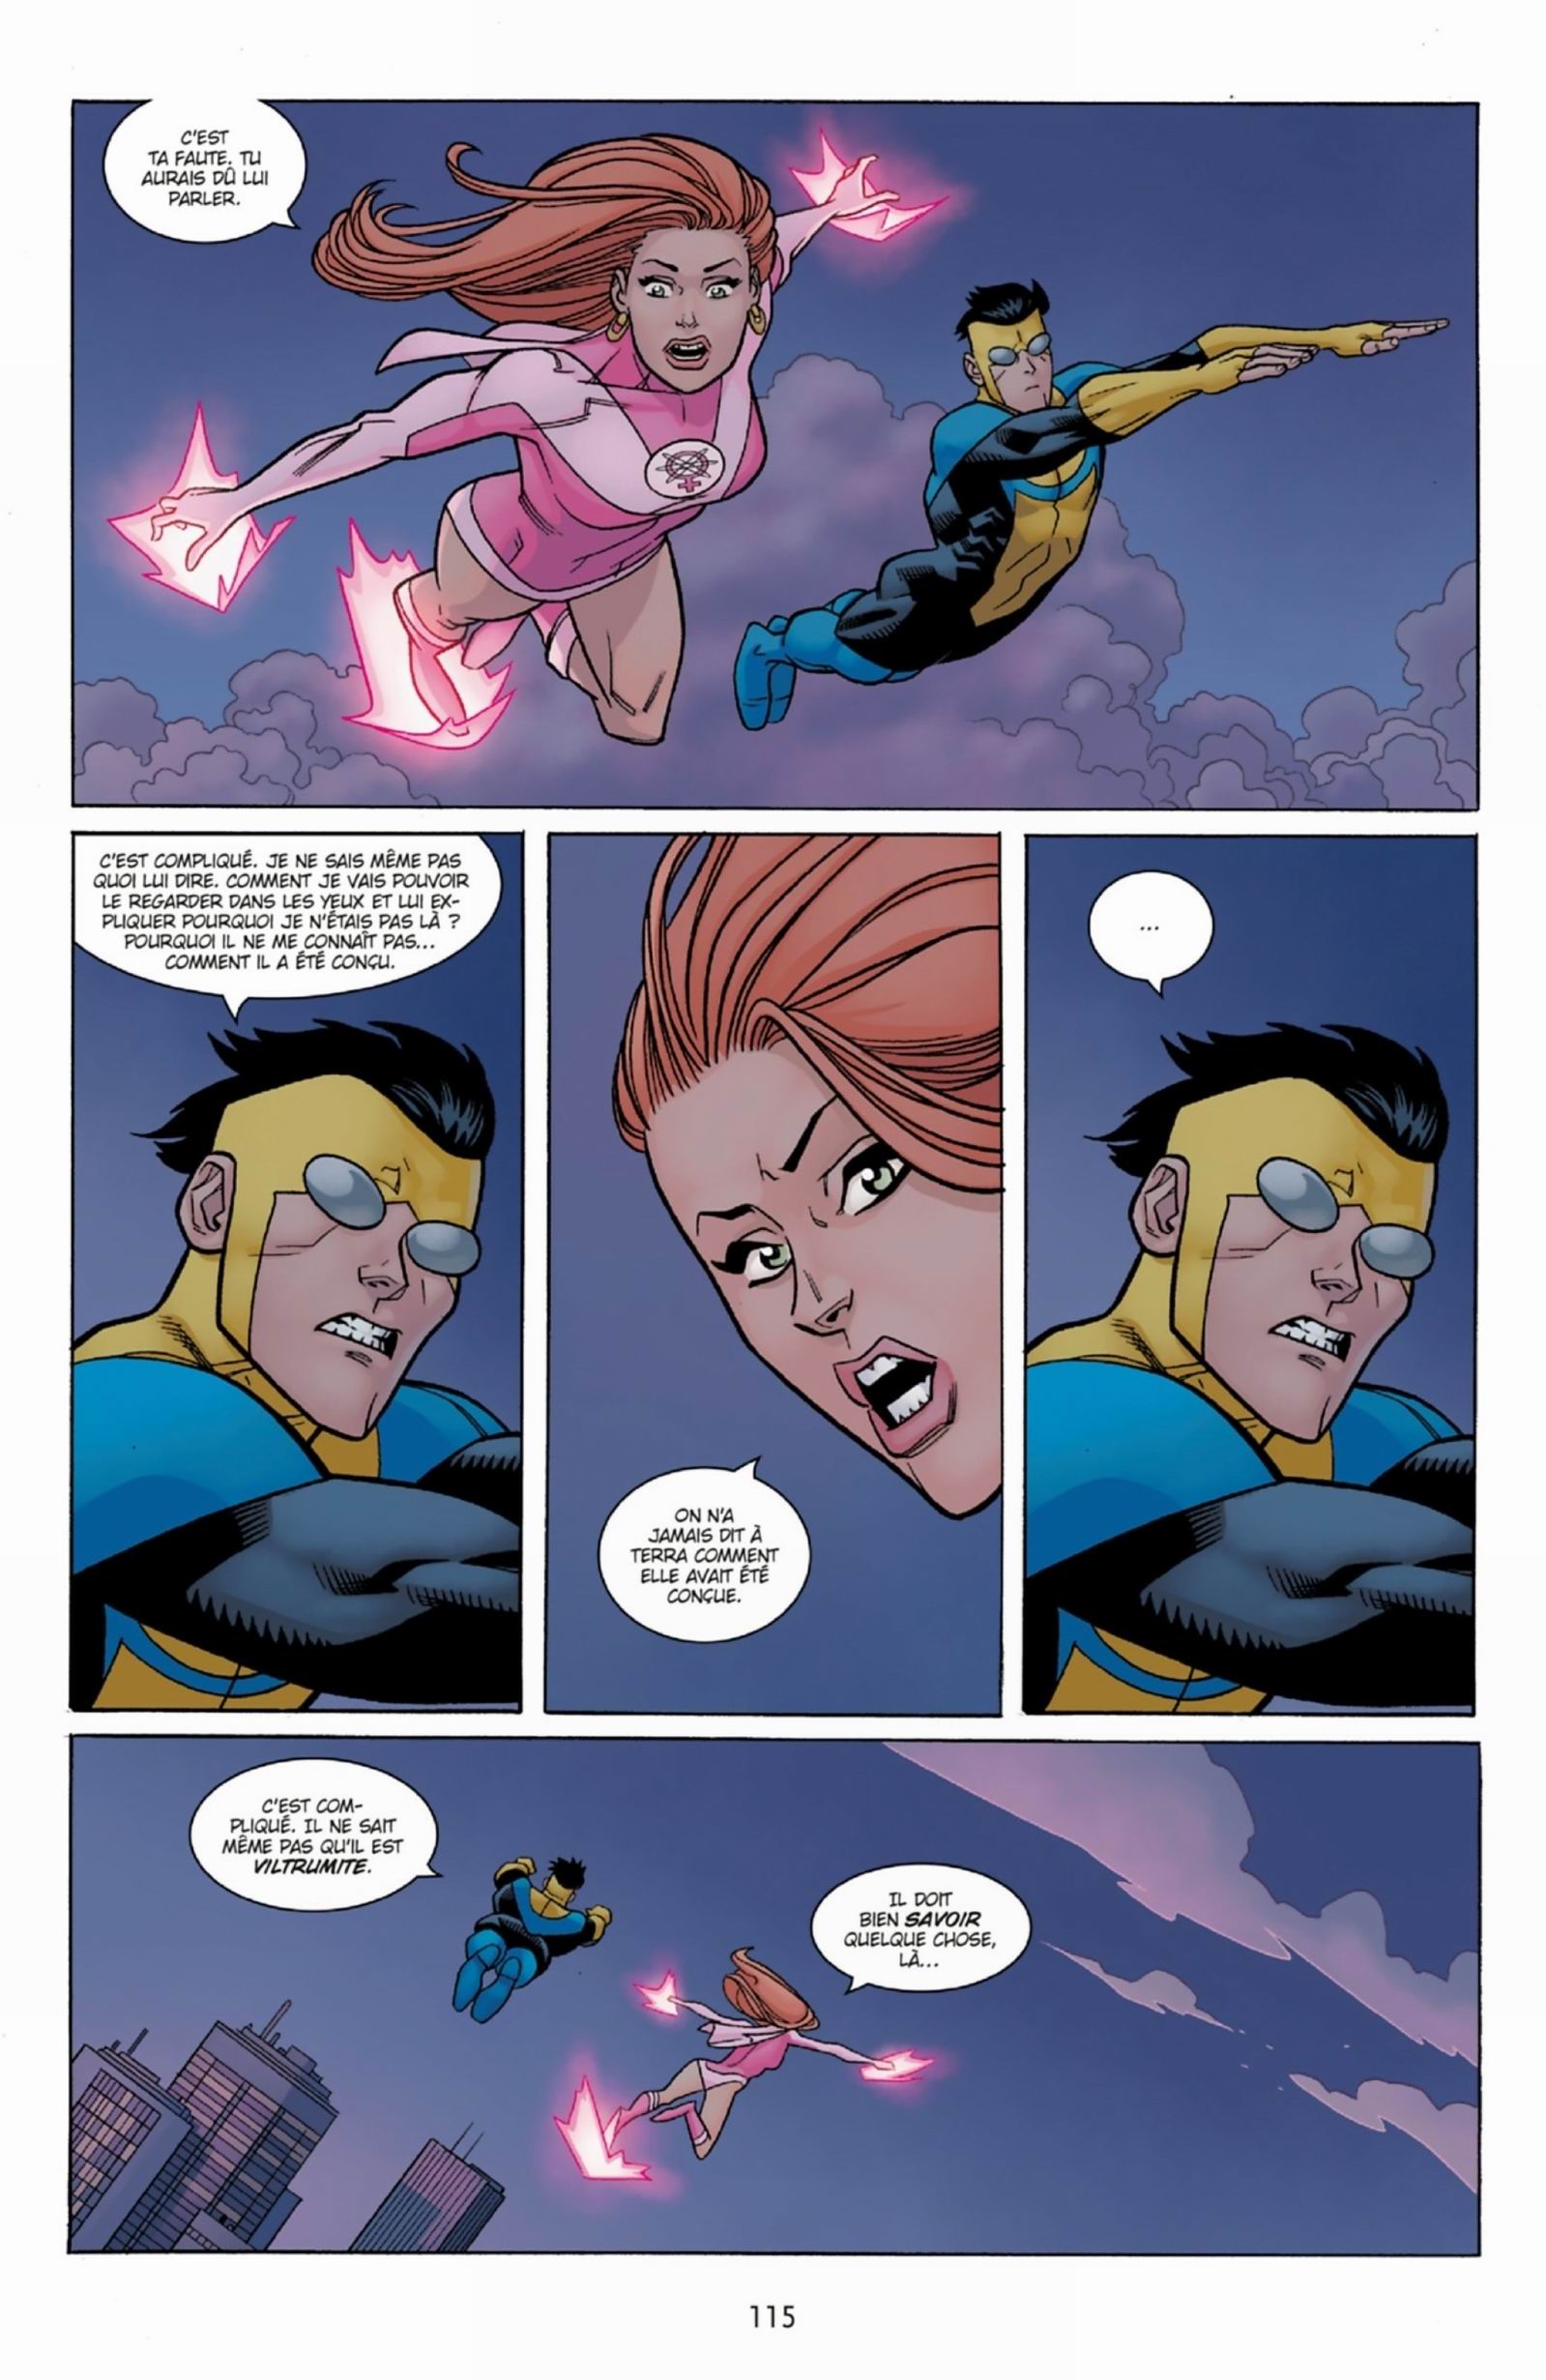 C'EST
TA FAUTE. TU
AURAIS DÛ LUI
PARLER.
C'EST COMPLIQUÉ. JE NE SAIS MÊME PAS
QUOI LUI DIRE. COMMENT JE VAIS POUVOIR
LE REGARDER DANS LES YEUX ET LUI EX-
PLIQUER POURQUOI JE N'ÉTAIS PAS LÀ ?
POURQUOI IL NE ME CONNAÎT PAS...
COMMENT IL A ÉTÉ CONÇU.
ON N'A
JAMAIS DIT À
TERRA COMMENT
ELLE AVAIT ÉTÉ
CONÇUE.
...
C'EST COM-
PLIQUÉ. IL NE SAIT
MÊME PAS QU'IL EST
VILTRUMITE.
IL DOIT
BIEN SAVOIR
QUELQUE CHOSE,
LÀ...
115